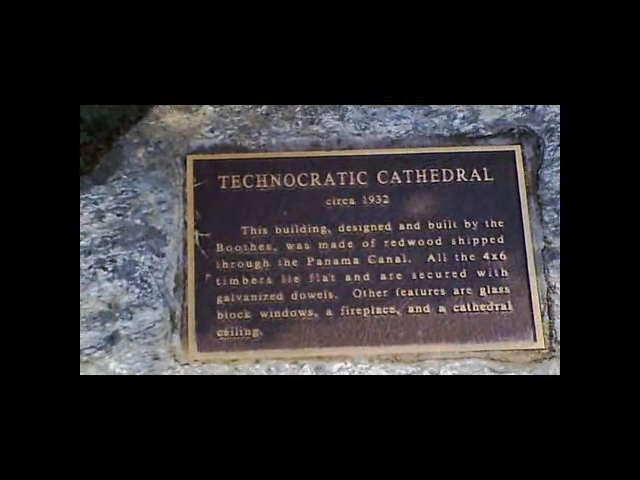 TECHNOCRATIC CATHEDRAL
circa 1932
This building, designed and built by the
Boothes, was made of redwood shipped
through the Panama Canal. All the 4x6
timbers lie flat and are secured with
galvanized dowels. Other features are glass
block windows, a fireplace, and a cathedral
ceiling.